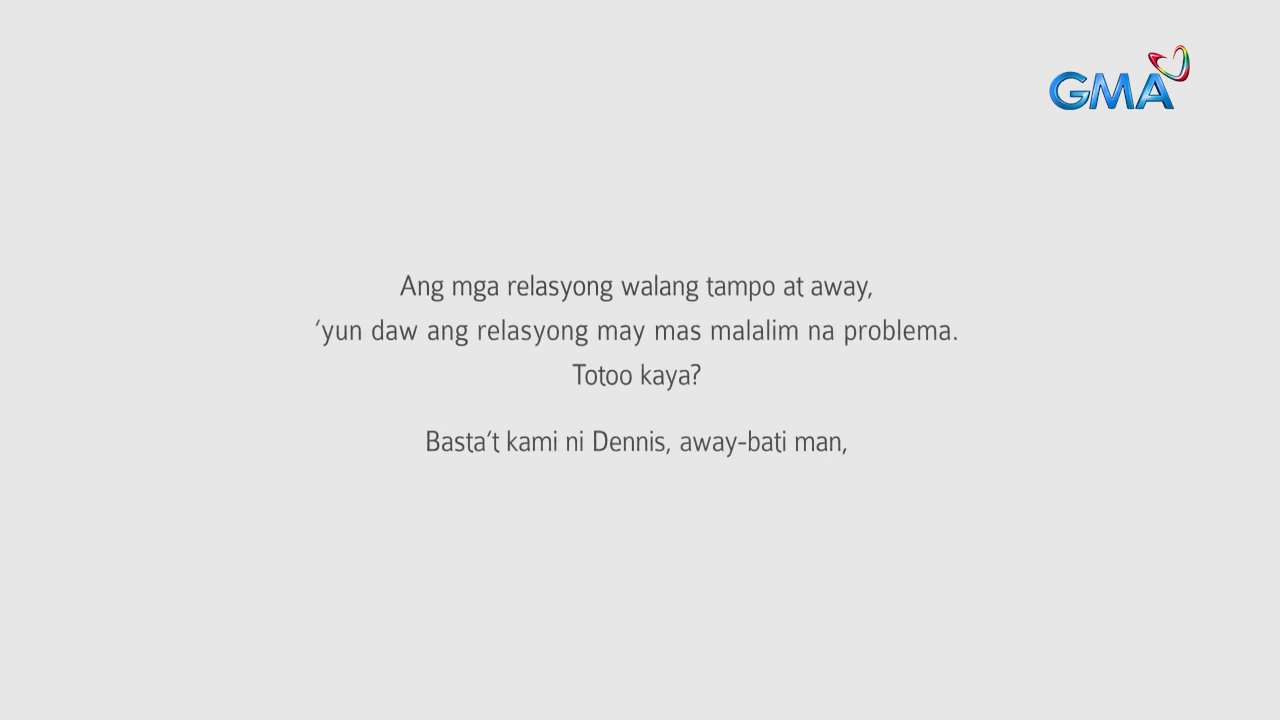 GMA
Ang mga relasyong walang tampo at away,
‘yun daw ang relasyong may mas malalim na problema.
Totoo kaya?
Basta’t kami ni Dennis, away-bati man,